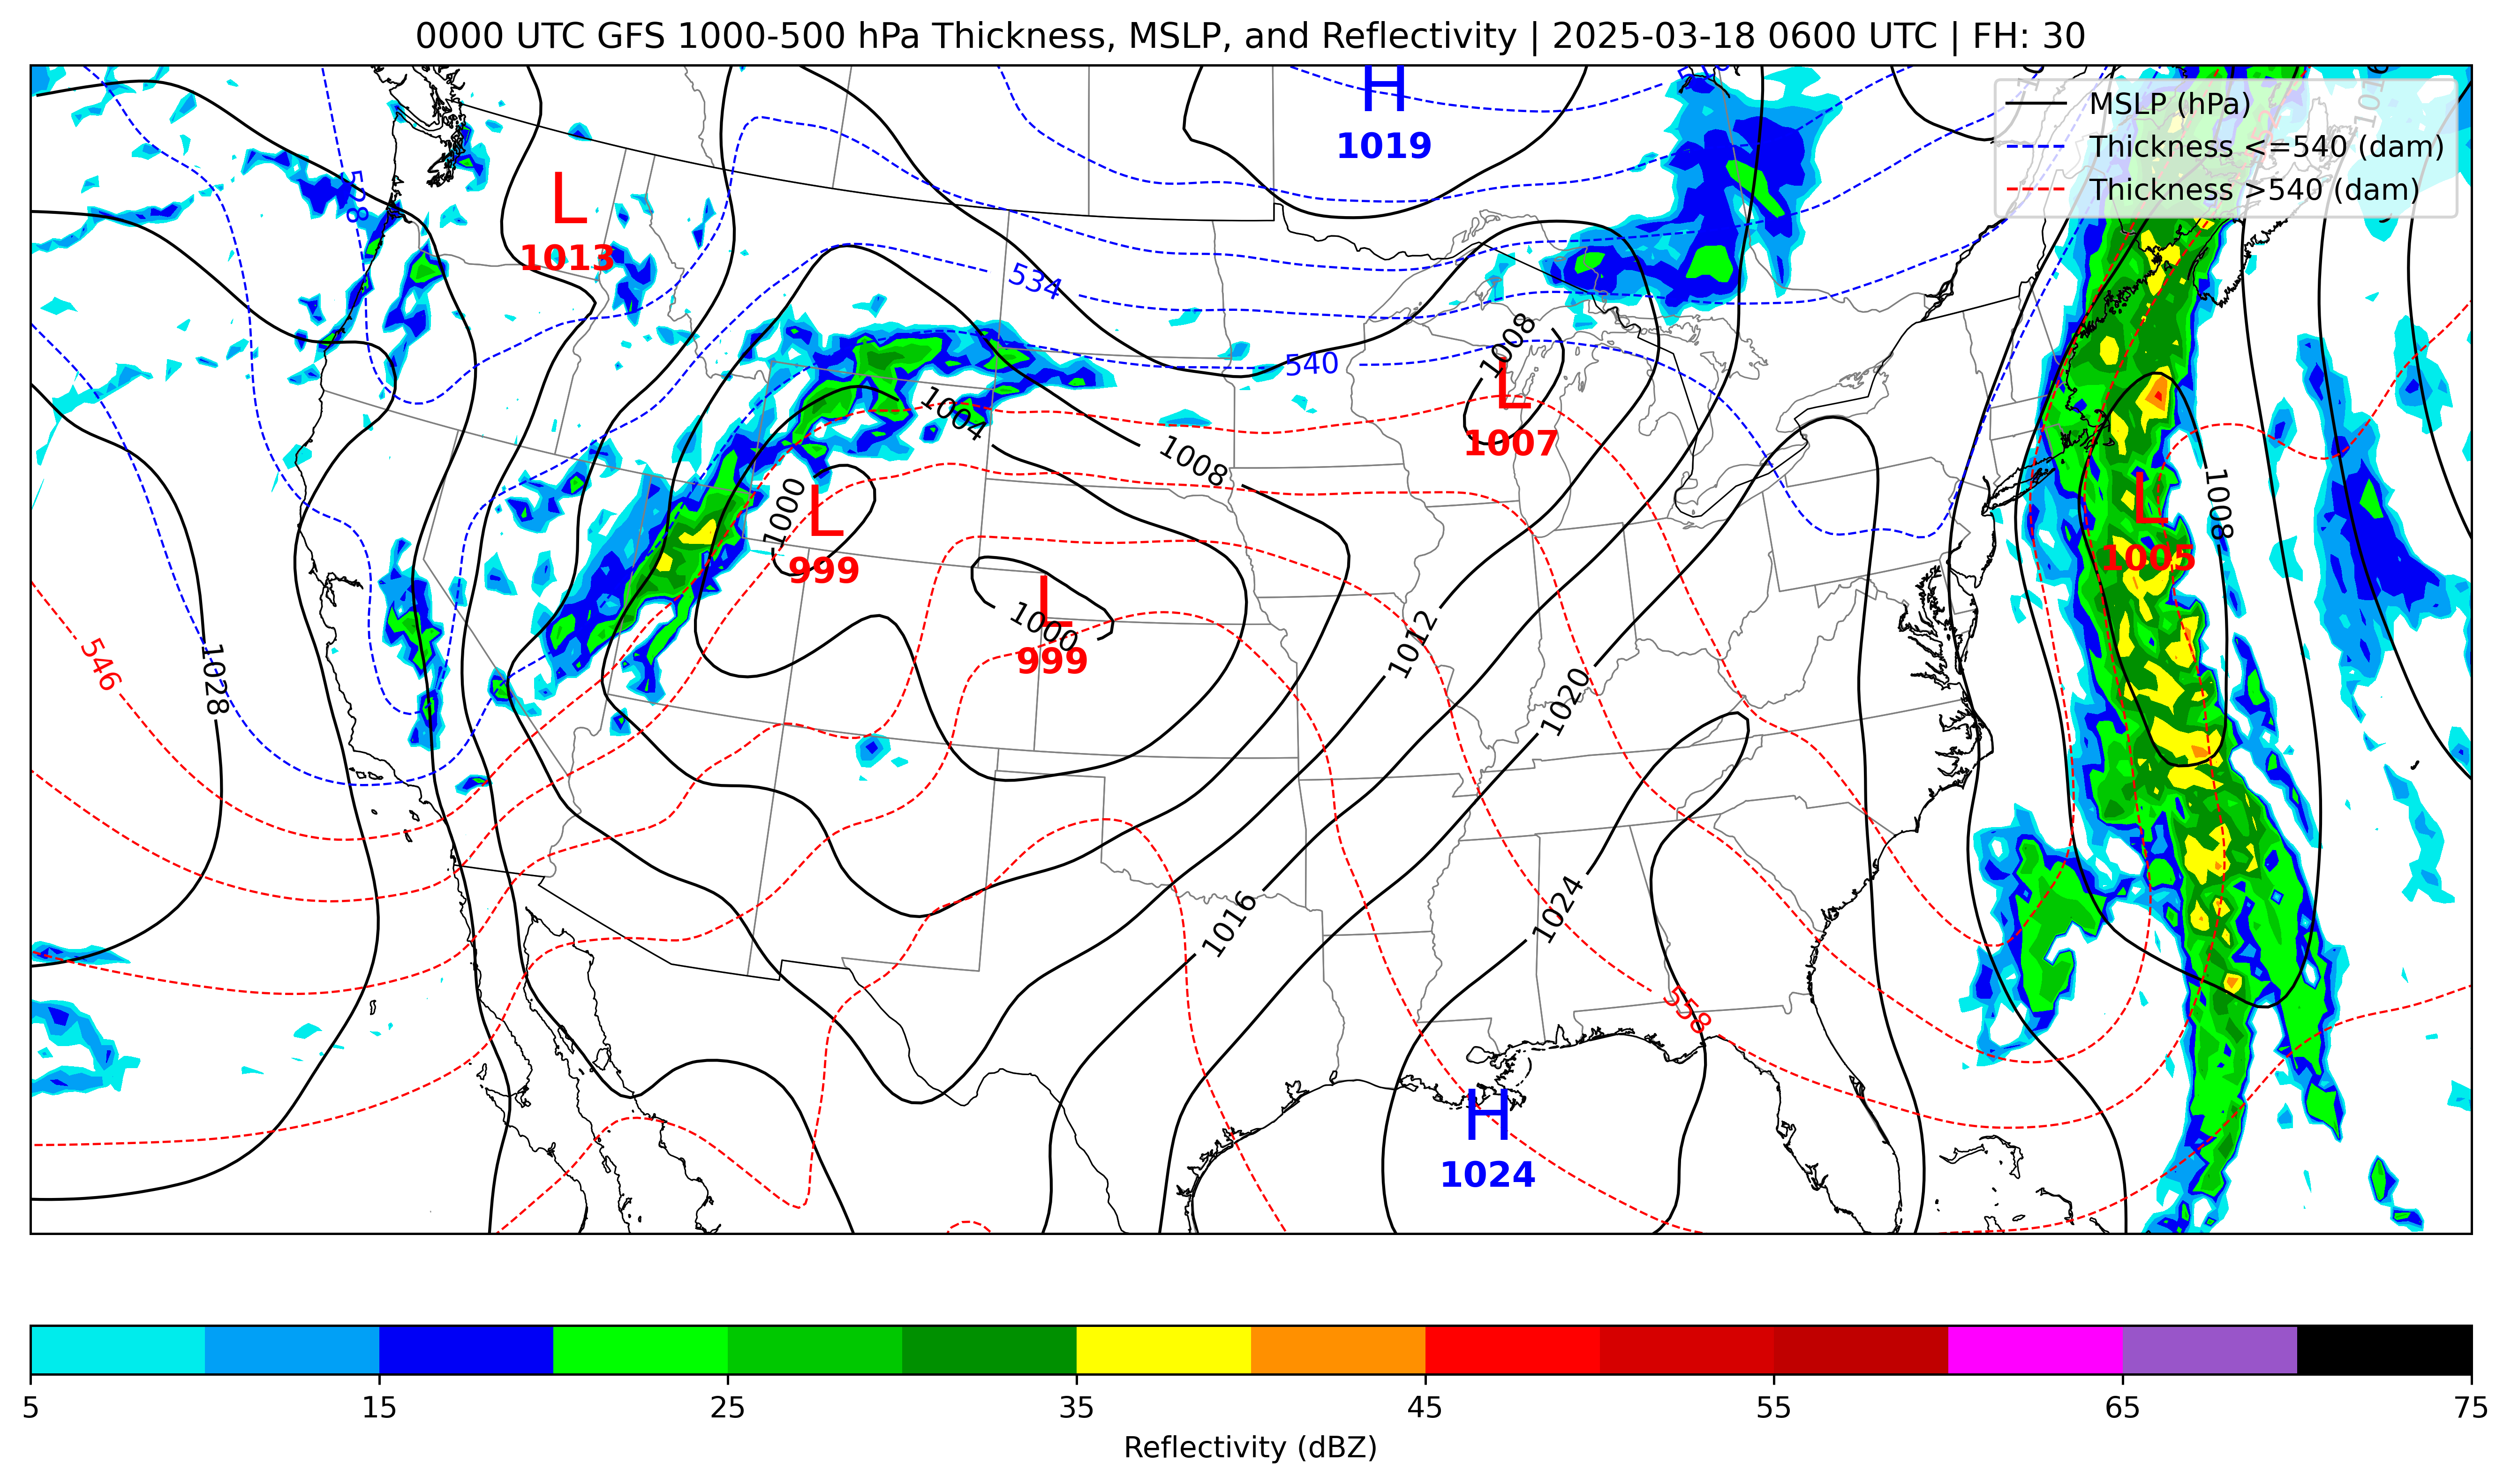 0000 UTC GFS 1000-500 hPa Thickness, MSLP, and Reflectivity | 2025-03-18 0600 UTC | FH: 30
MSLP (hPa)
Thickness <=540 (dam)
Thickness >540 (dam)
H
1019
L
1013
528
534
540
1008
L
1007
1004
1008
1000
L
999
L
1000
999
L
1005
1008
546
1028
1012
1020
1016
1024
558
H
1024
5
15
25
35
45
55
65
75
Reflectivity (dBZ)